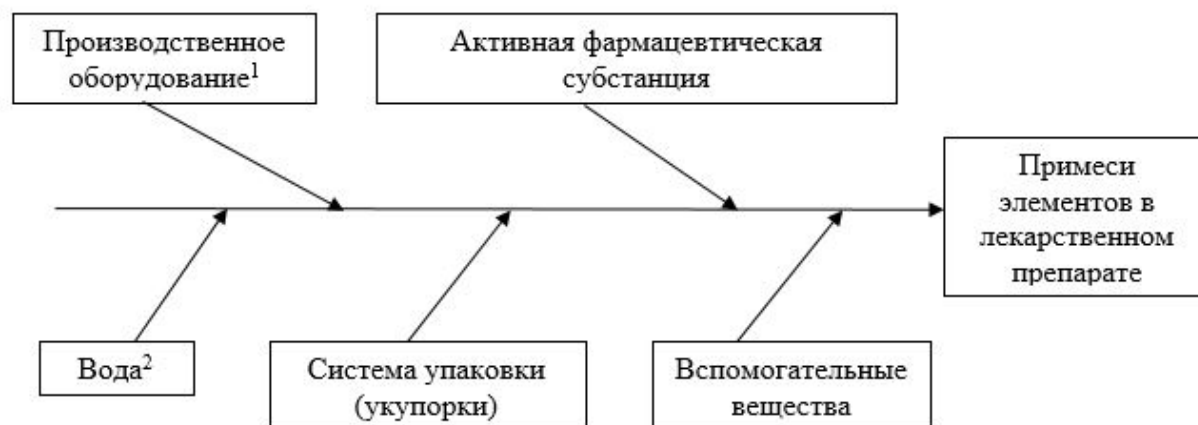 Производственное
оборудование¹
Активная фармацевтическая
субстанция
Примеси
элементов в
лекарственном
препарате
Вода²
Система упаковки
(укупорки)
Вспомогательные
вещества